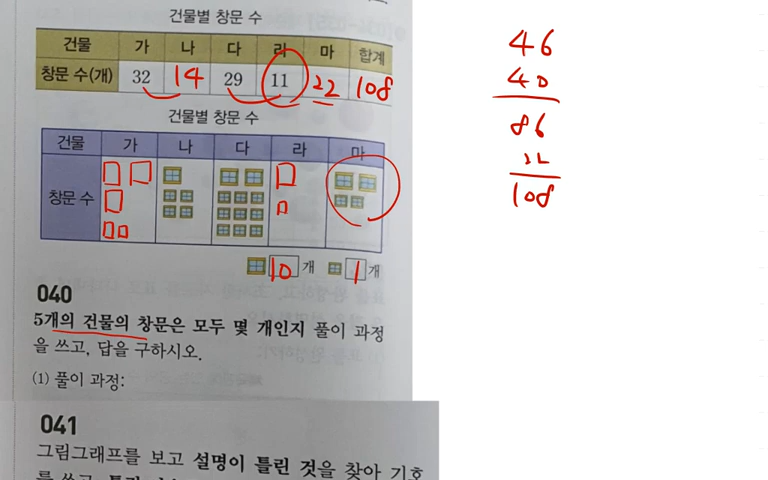 건물별 창문 수
건물 가 나 다 라 마 합계
창문 수(개) 32 14 29 11 22 108
건물별 창문 수
건물 가 나 다 라 마
창문 수
10 개 1 개
040
5개의 건물의 창문은 모두 몇 개인지 풀이 과정
을 쓰고, 답을 구하시오.
(1) 풀이 과정:
041
그림그래프를 보고 설명이 틀린 것을 찾아 기호
를 쓰고
46
40
86
22
108